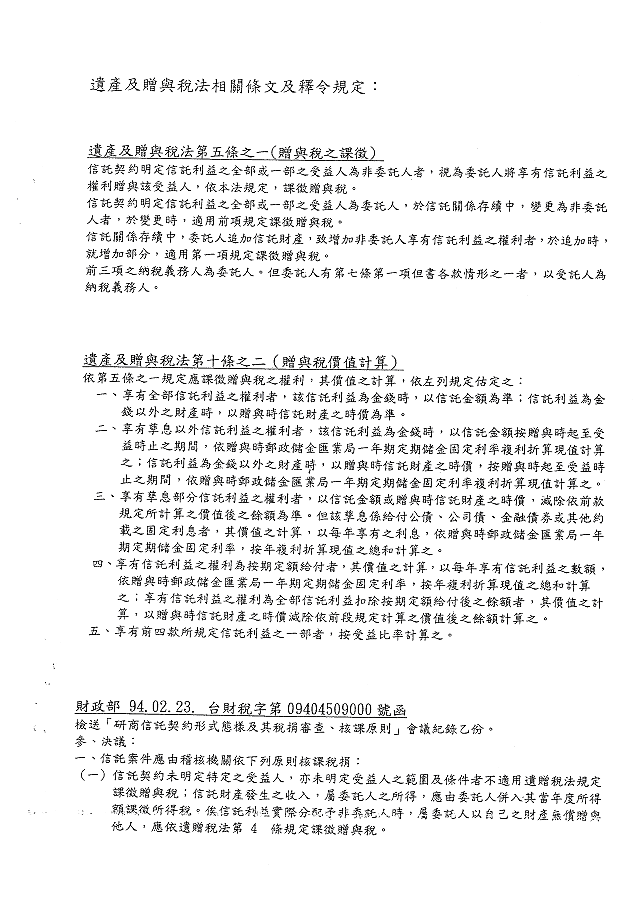 遺產及贈與稅法相關條文及釋令規定：
遺產及贈與稅法第五條之一(贈與稅之課徵)
信託契約明定信託利益之全部或一部之受益人為非委託人者，視為委託人將享有信託利益之
權利贈與該受益人，依本法規定，課徵贈與稅。
信託契約明定信託利益之全部或一部之受益人為委託人，於信託關係存續中，變更為非委託
人者，於變更時，適用前項規定課徵贈與稅。
信託關係存續中，委託人追加信託財產，致增加非委託人享有信託利益之權利者，於追加時，
就增加部分，適用第一項規定課徵贈與稅。
前三項之納稅義務人為委託人。但委託人有第七條第一項但書各款情形之一者，以受託人為
納稅義務人。
遺產及贈與稅法第十條之二（贈與稅價值計算）
依第五條之一規定應課徵贈與稅之權利，其價值之計算，依左列規定估定之：
一、享有全部信託利益之權利者，該信託利益為金錢時，以信託金額為準；信託利益為金
錢以外之財產時，以贈與時信託財產之時價為準。
二、享有孳息以外信託利益之權利者，該信託利益為金錢時，以信託金額按贈與時起至受
益時止之期間，依贈與時郵政儲金匯業局一年期定期儲金固定利率複利折算現值計算
之；信託利益為金錢以外之財產時，以贈與時信託財產之時價，按贈與時起至受益時
止之期間，依贈與時郵政儲金匯業局一年期定期儲金固定利率複利折算現值計算之。
三、享有孳息部分信託利益之權利者，以信託金額或贈與時信託財產之時價，減除依前款
規定所計算之價值後之餘額為準。但該孳息係給付公債、公司債、金融債券或其他約
載之固定利息者，其價值之計算，以每年享有之利息，依贈與時郵政儲金匯業局一年
期定期儲金固定利率，按年複利折算現值之總和計算之。
四、享有信託利益之權利為按期定額給付者，其價值之計算，以每年享有信託利益之數額，
依贈與時郵政儲金匯業局一年期定期儲金固定利率，按年複利折算現值之總和計算
之；享有信託利益之權利為全部信託利益扣除按期定額給付後之餘額者，其價值之計
算，以贈與時信託財產之時價減除依前段規定計算之價值後之餘額計算之。
五、享有前四款所規定信託利益之一部者，按受益比率計算之。
財政部 94.02.23. 台財稅字第 09404509000 號函
檢送「研商信託契約形式態樣及其稅捐審查、核課原則」會議紀錄乙份。
參、決議：
一、信託案件應由稽核機關依下列原則核課稅捐：
（一）信託契約未明定特定之受益人，亦未明定受益人之範圍及條件者不適用遺贈稅法規定
課徵贈與稅；信託財產發生之收入，屬委託人之所得，應由委託人併入其當年度所得
額課徵所得稅。俟信託利益實際分配予非委託人時，屬委託人以自己之財產無償贈與
他人，應依遺贈稅法第 4 條規定課徵贈與稅。